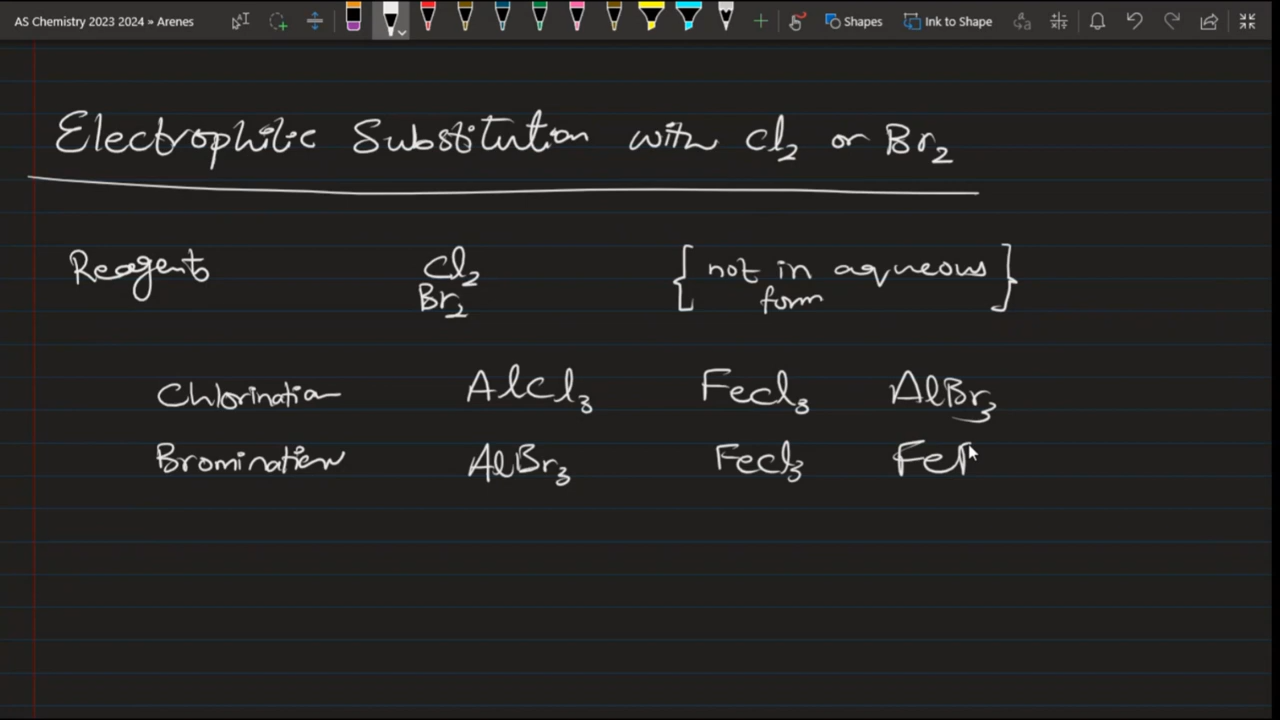 AS Chemistry 2023 2024 » Arenes Shapes Ink to Shape
Electrophilic Substitution with Cl2 or Br2
Reagents Cl2 { not in aqueous }
Br2 form
Chlorination AlCl3 FeCl3 AlBr3
Bromination AlBr3 FeCl3 Fe